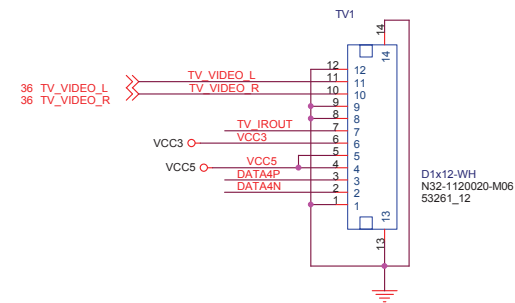 TV1
14
14
12 12
TV_VIDEO_L 11 11
36 TV_VIDEO_L TV_VIDEO_R 10 10
36 TV_VIDEO_R 9 9
8 8
TV_IROUT 7 7
VCC3 VCC3 6 6
5 5
VCC5 VCC5 4 4
DATA4P 3 3
DATA4N 2 2
1 1
D1x12-WH
N32-1120020-M06
53261_12
13
13